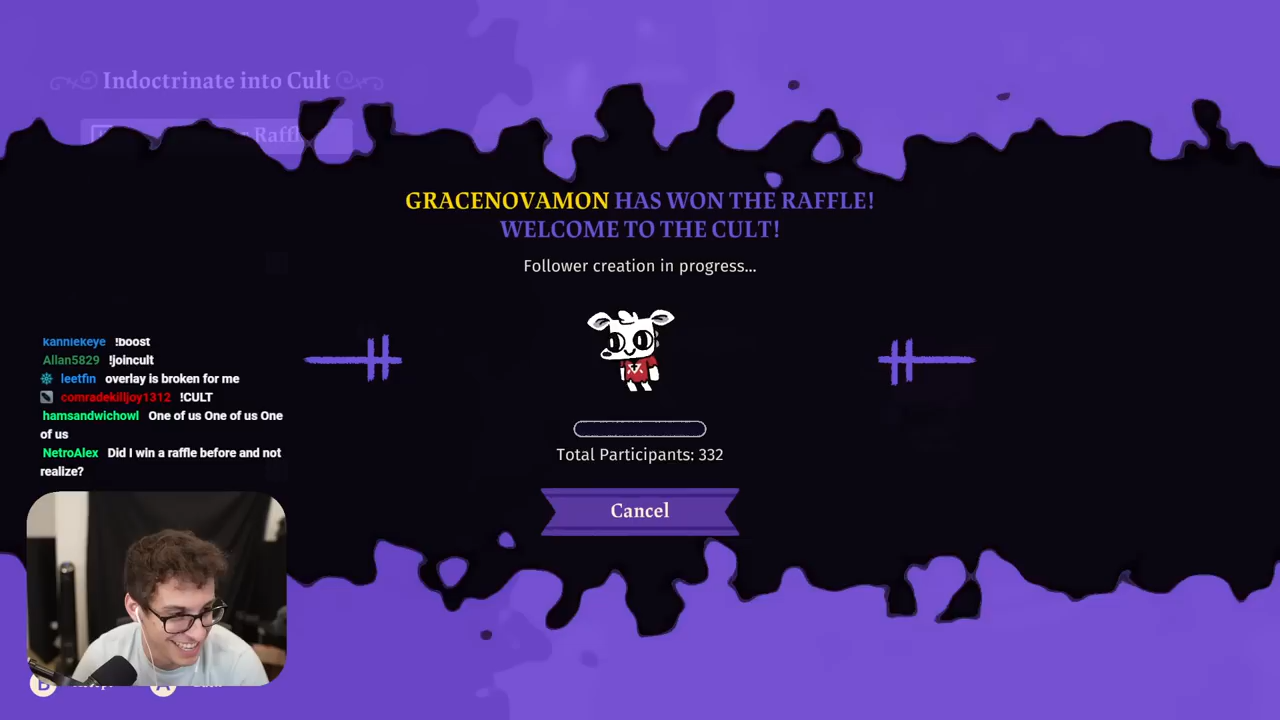 Indoctrinate into Cult
Raffle
GRACENOVAMON HAS WON THE RAFFLE!
WELCOME TO THE CULT!
Follower creation in progress...
kanniekeye !boost
Allan5829 !joincult
leetfin overlay is broken for me
comradekilljoy1312 !CULT
hamsandwichowl One of us One of us One
of us
NetroAlex Did I win a raffle before and not
realize?
Total Participants: 332
Cancel
B
A